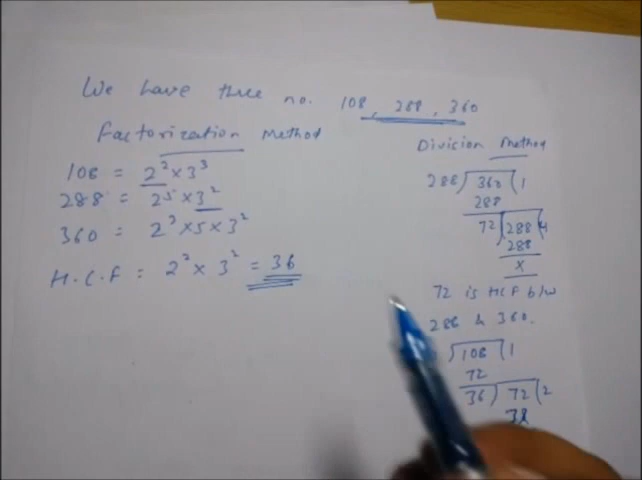 We have three no. 108, 288, 360
Factorization Method
108 = 2² × 3³
288 = 2⁵ × 3²
360 = 2³ × 5 × 3²
H.C.F = 2² × 3² = 36
Division Method
288) 360 (1
288
72) 288 (4
288
x
72 is HCF b/w
288 & 360.
) 108 (1
72
36) 72 (2